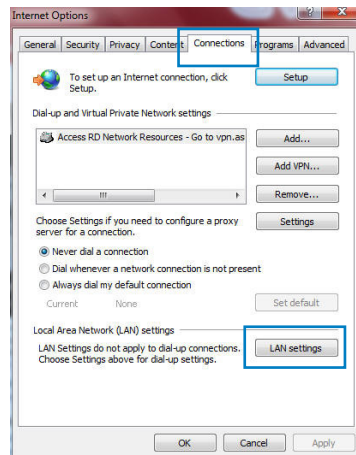 Internet Options
General Security Privacy Content Connections Programs Advanced
To set up an Internet connection, click
Setup.
Setup
Dial-up and Virtual Private Network settings
Access RD Network Resources - Go to vpn.as
Add...
Add VPN...
Remove...
Choose Settings if you need to configure a proxy
server for a connection.
Settings
Never dial a connection
Dial whenever a network connection is not present
Always dial my default connection
Current None
Set default
Local Area Network (LAN) settings
LAN Settings do not apply to dial-up connections.
Choose Settings above for dial-up settings.
LAN settings
OK Cancel Apply